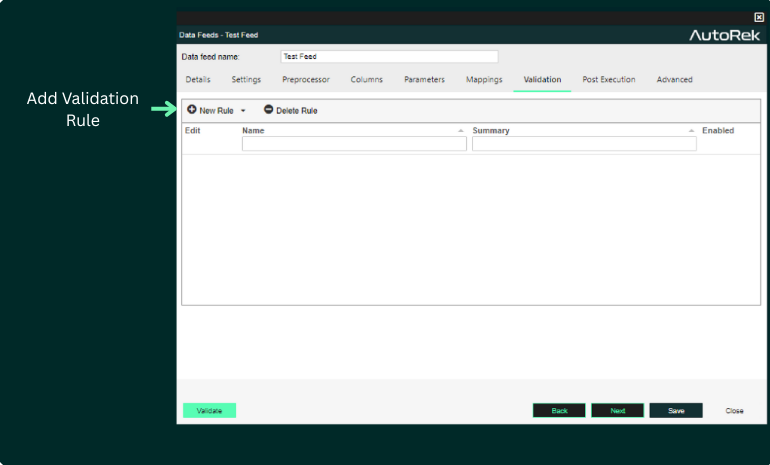 Data Feeds - Test Feed
AutoRek
Data feed name:
Test Feed
Details Settings Preprocessor Columns Parameters Mappings Validation Post Execution Advanced
Add Validation
Rule
New Rule Delete Rule
Edit Name Summary Enabled
Validate Back Next Save Close